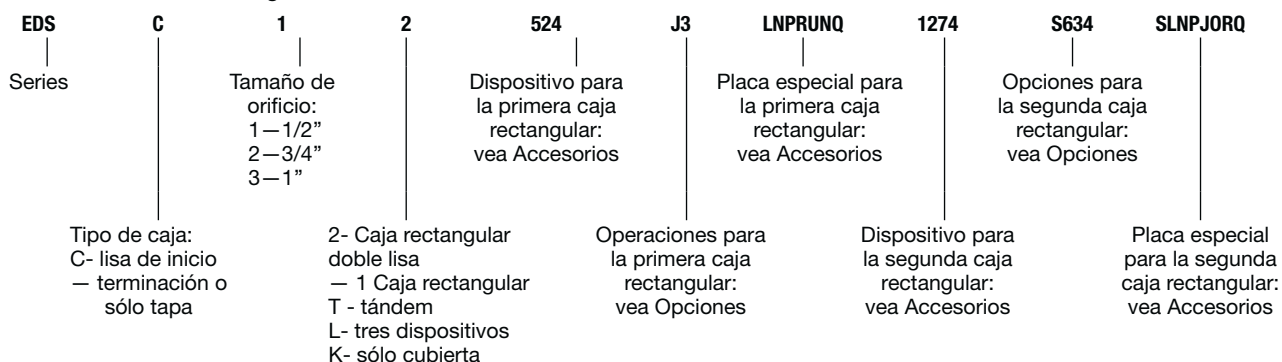 EDS C 1 2 524 J3 LNPRUNQ 1274 S634 SLNPJORQ
Series
Tamaño de
orificio:
1—1/2”
2—3/4”
3—1”
Dispositivo para
la primera caja
rectangular:
vea Accesorios
Placa especial para
la primera caja
rectangular:
vea Accesorios
Opciones para
la segunda caja
rectangular:
vea Opciones
Tipo de caja:
C- lisa de inicio
— terminación o
sólo tapa
2- Caja rectangular
doble lisa
— 1 Caja rectangular
T - tándem
L- tres dispositivos
K- sólo cubierta
Operaciones para
la primera caja
rectangular:
vea Opciones
Dispositivo para
la segunda caja
rectangular:
vea Accesorios
Placa especial
para la segunda
caja rectangular:
vea Accesorios